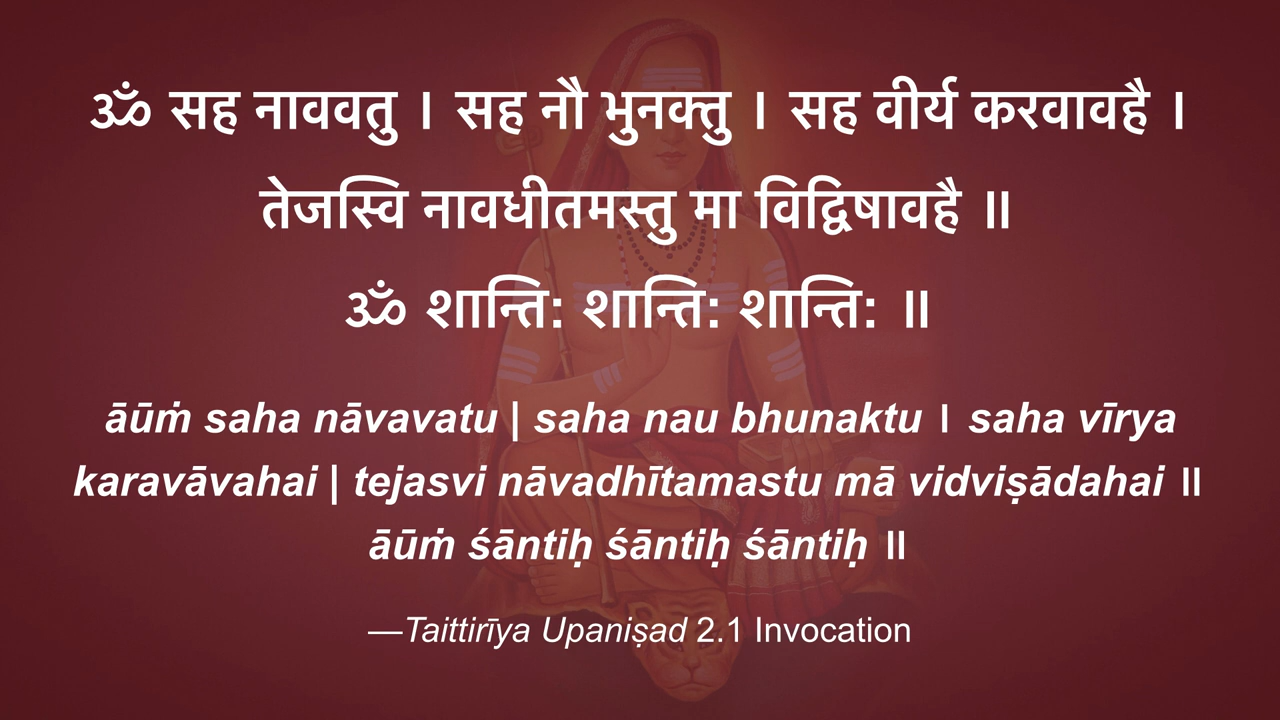 ॐ सह नाववतु । सह नौ भुनक्तु । सह वीर्य करवावहै ।
तेजस्वि नावधीतमस्तु मा विद्विषावहै ॥
ॐ शान्ति: शान्ति: शान्ति: ॥
āūṁ saha nāvavatu | saha nau bhunaktu । saha vīrya
karavāvahai | tejasvi nāvadhītamastu mā vidviṣādahai ॥
āūṁ śāntiḥ śāntiḥ śāntiḥ ॥
—Taittirīya Upaniṣad 2.1 Invocation